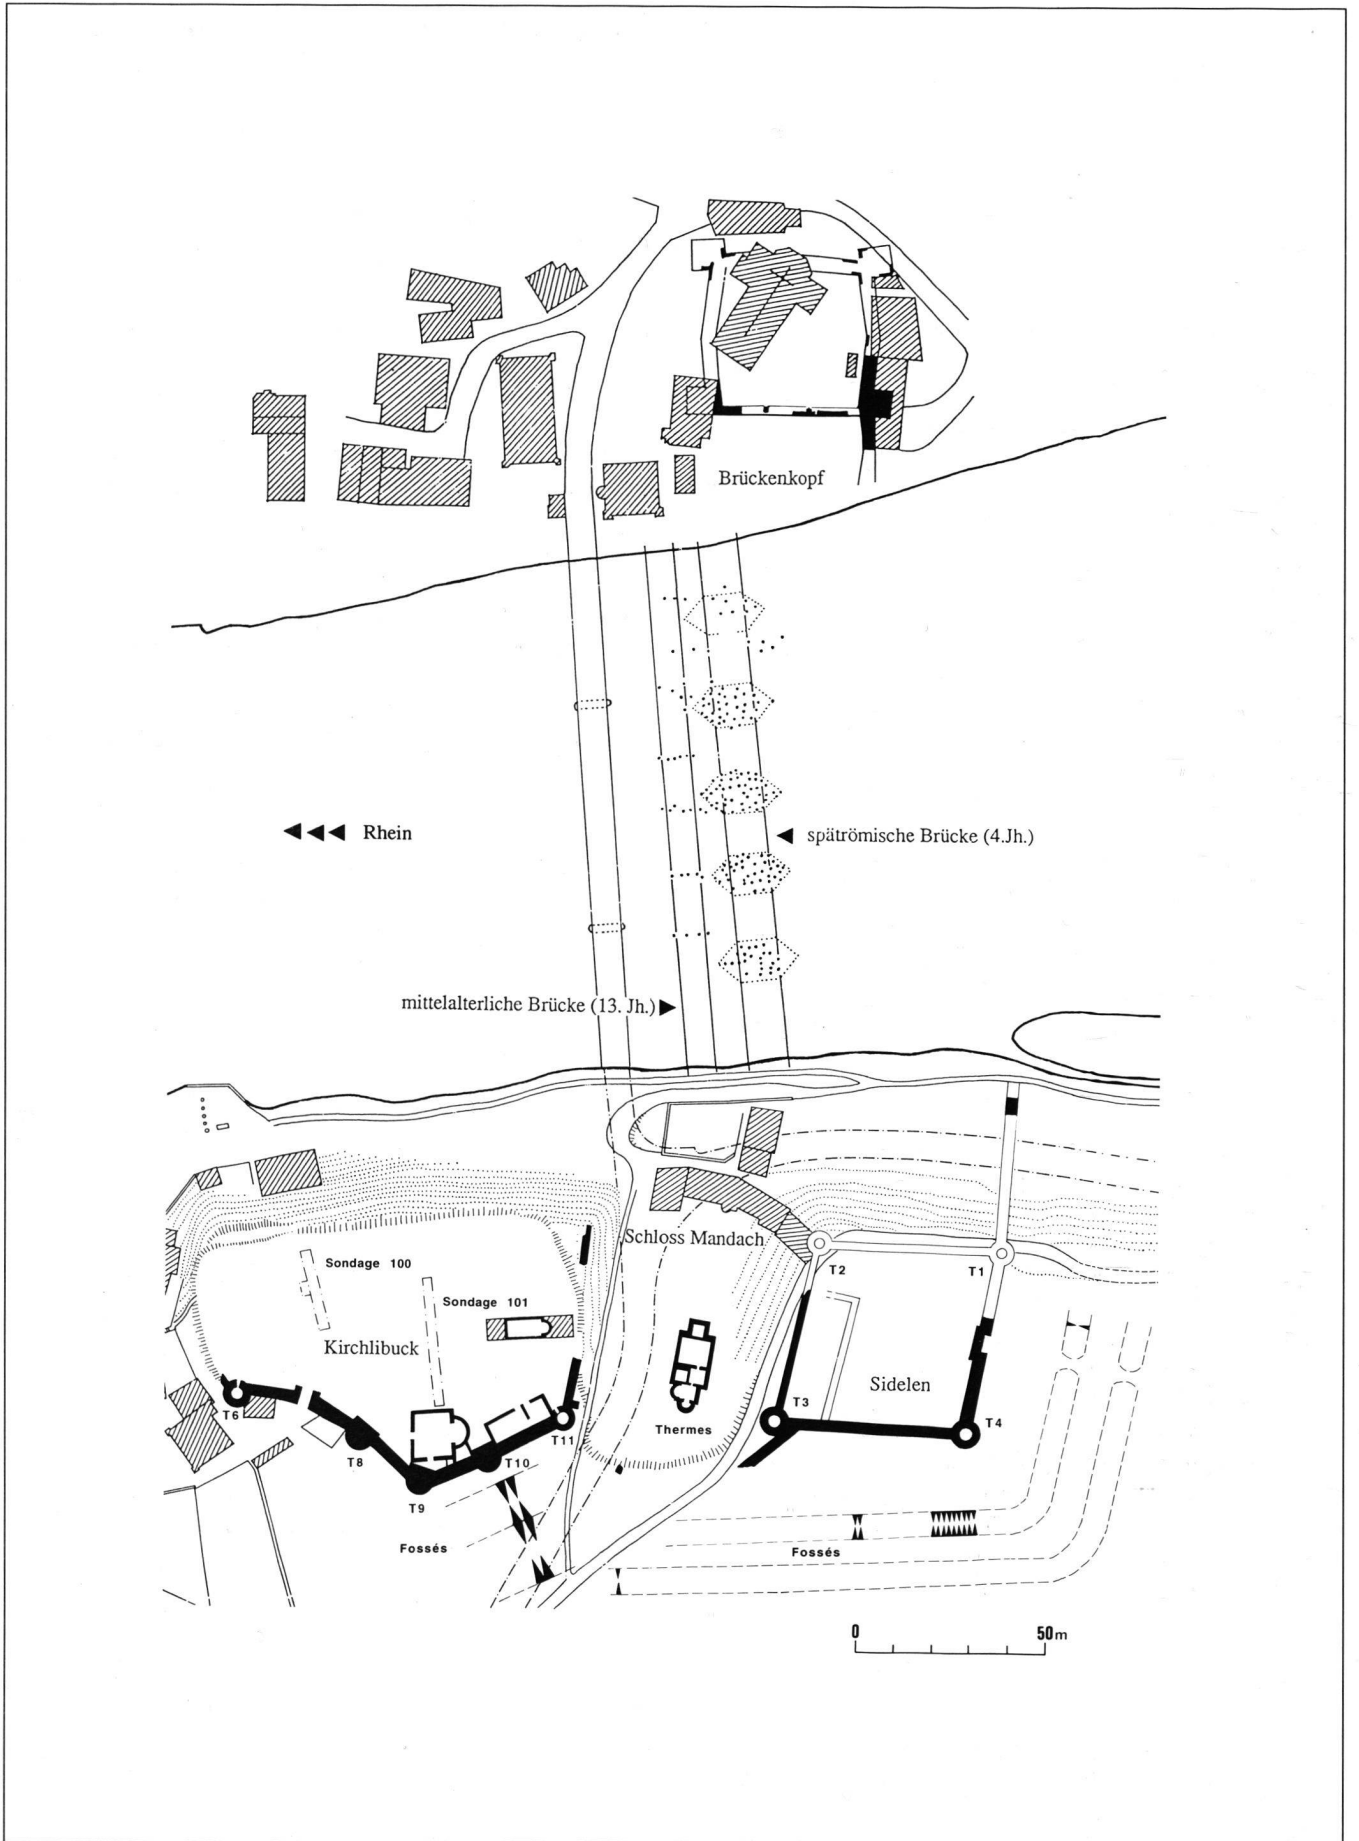 Brückenkopf
Rhein
spätrömische Brücke (4.Jh.)
mittelalterliche Brücke (13. Jh.)
Schloss Mandach
T2
T1
Sondage 100
Sondage 101
Kirchlibuck
Sidelen
T6
T3
T4
Thermes
T11
T8
T10
T9
Fossés
Fossés
0 50m